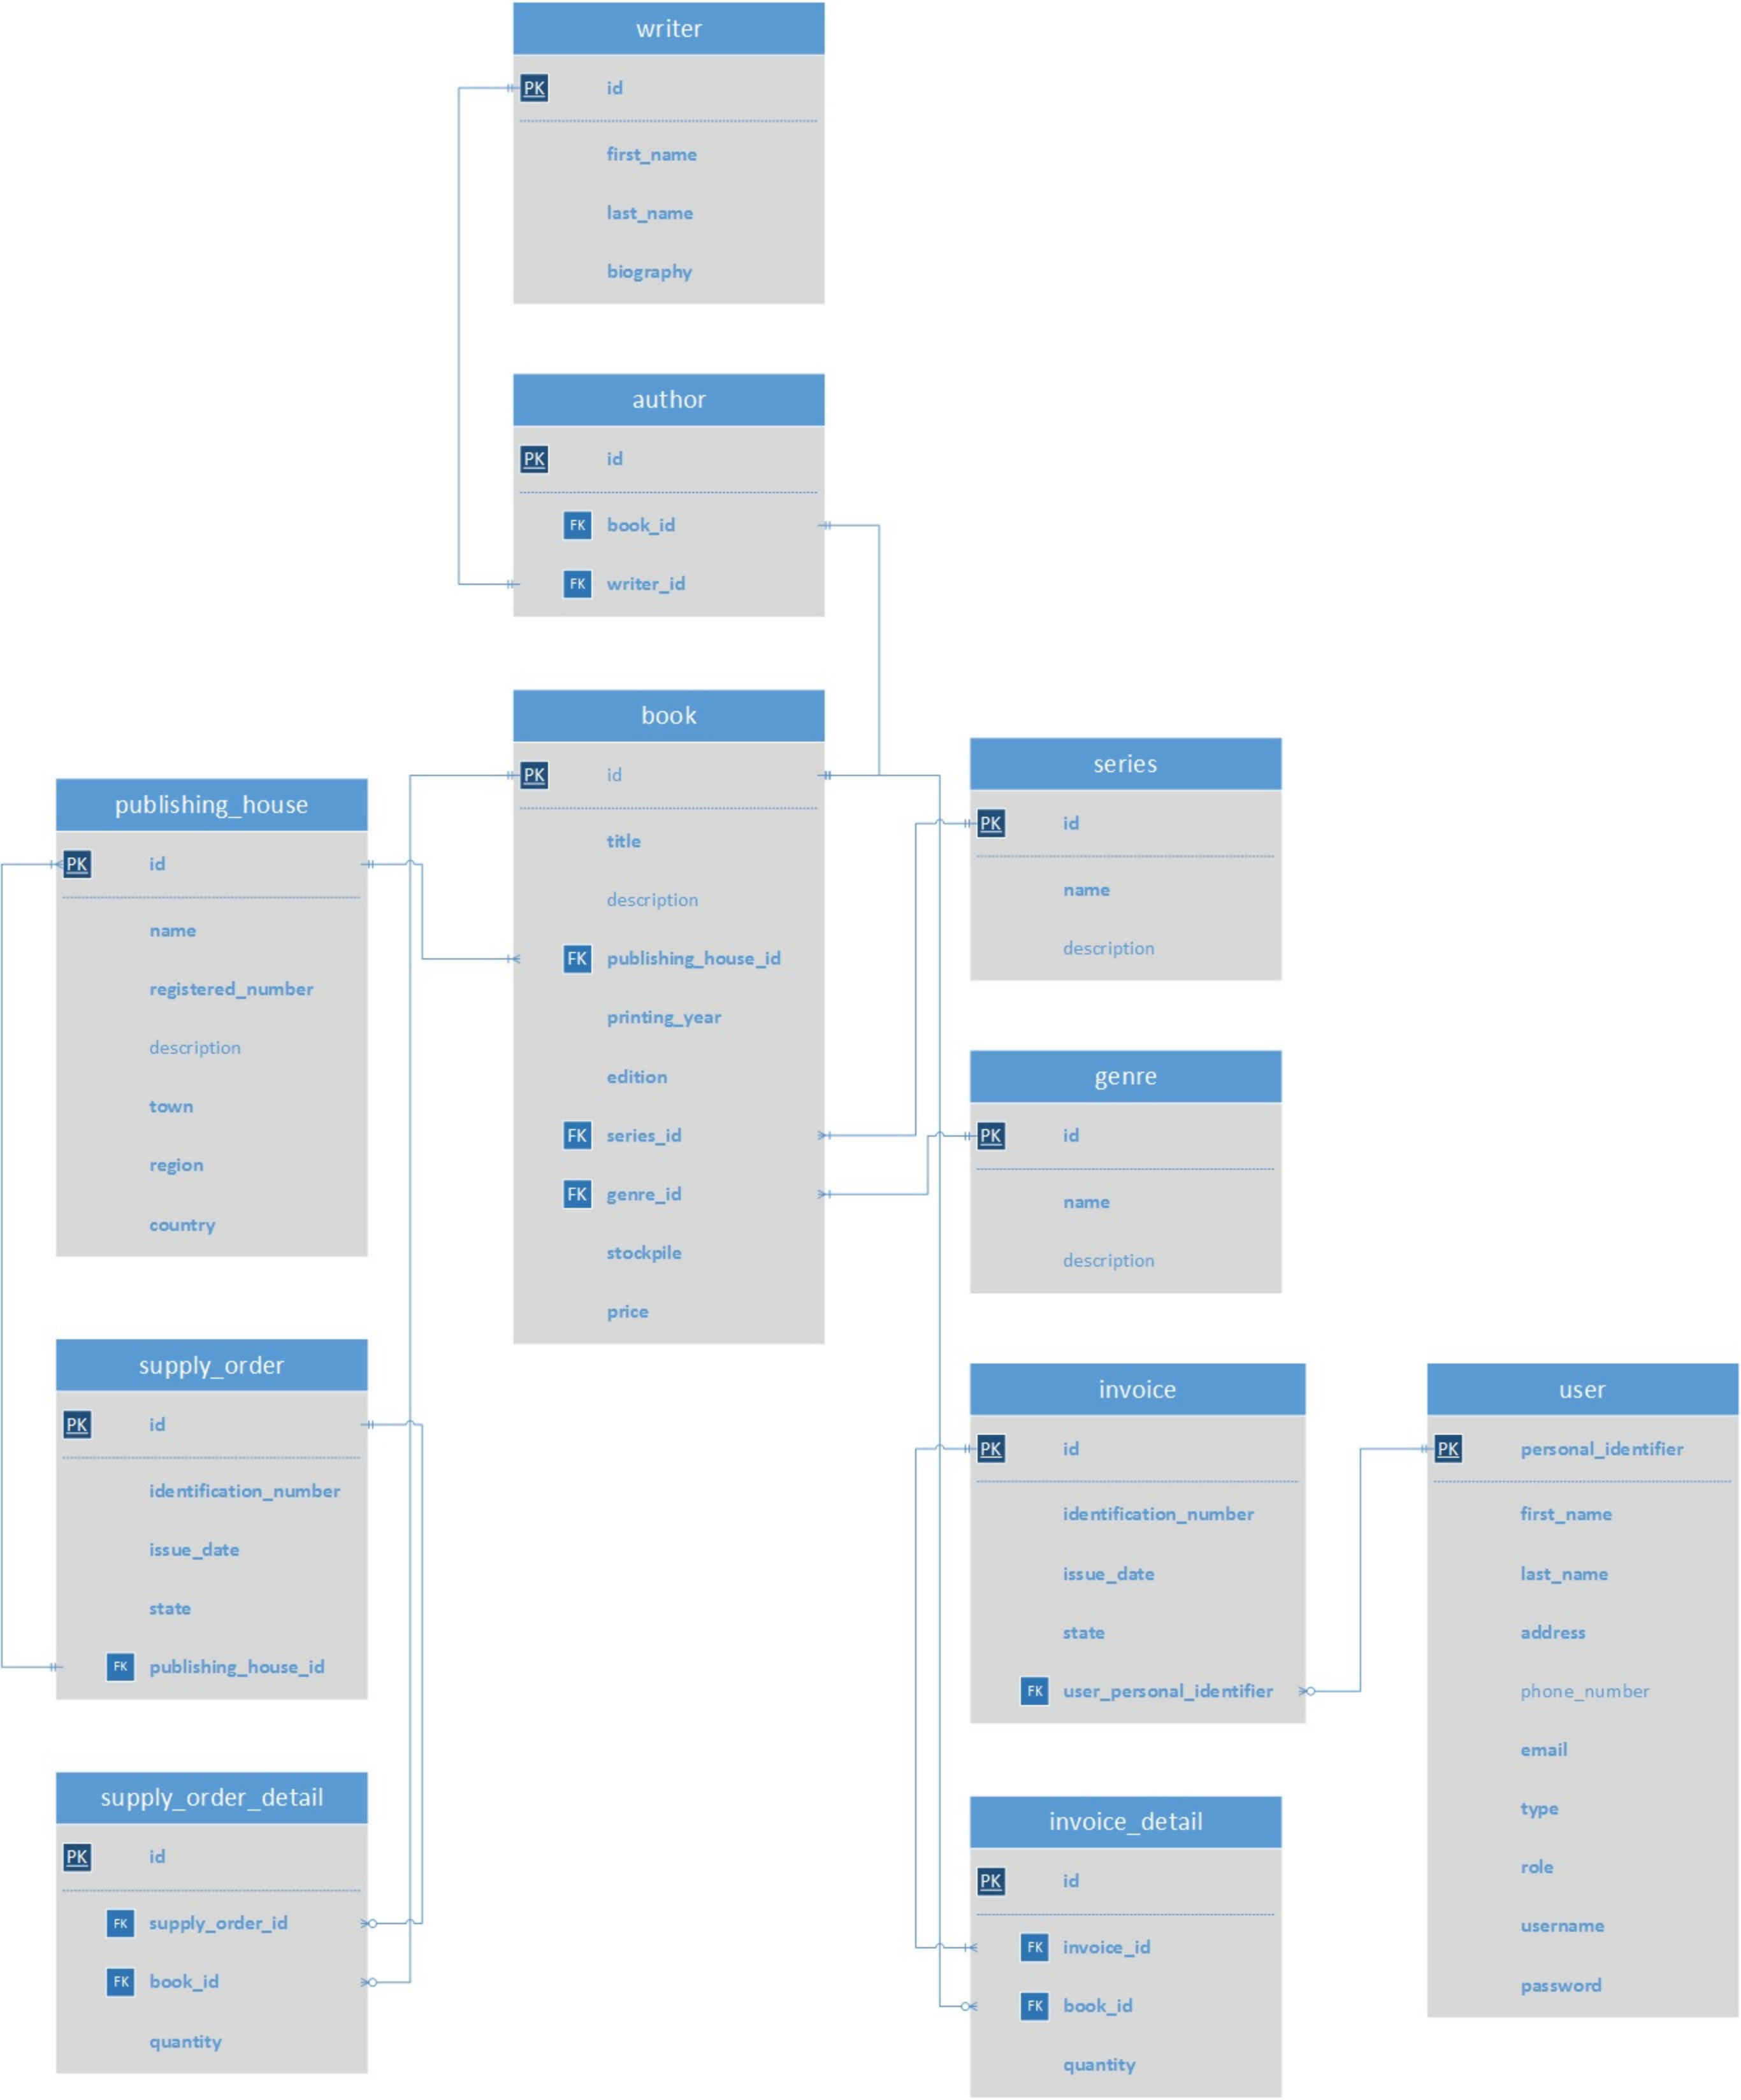 writer
PK id
first_name
last_name
biography
author
PK id
FK book_id
FK writer_id
book
PK id
title
description
FK publishing_house_id
printing_year
edition
FK series_id
FK genre_id
stockpile
price
series
PK id
name
description
publishing_house
PK id
name
registered_number
description
town
region
country
genre
PK id
name
description
supply_order
PK id
identification_number
issue_date
state
FK publishing_house_id
invoice
PK id
identification_number
issue_date
state
FK user_personal_identifier
user
PK personal_identifier
first_name
last_name
address
phone_number
email
type
role
username
password
supply_order_detail
PK id
FK supply_order_id
FK book_id
quantity
invoice_detail
PK id
FK invoice_id
FK book_id
quantity